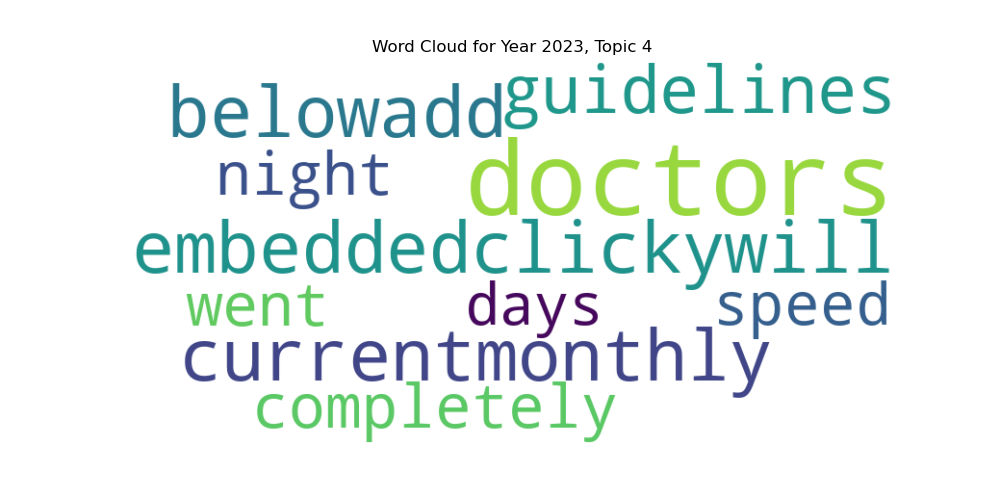 Word Cloud for Year 2023, Topic 4
belowadd guidelines
night doctors
embeddedclickywill
went days speed
currentmonthly
completely